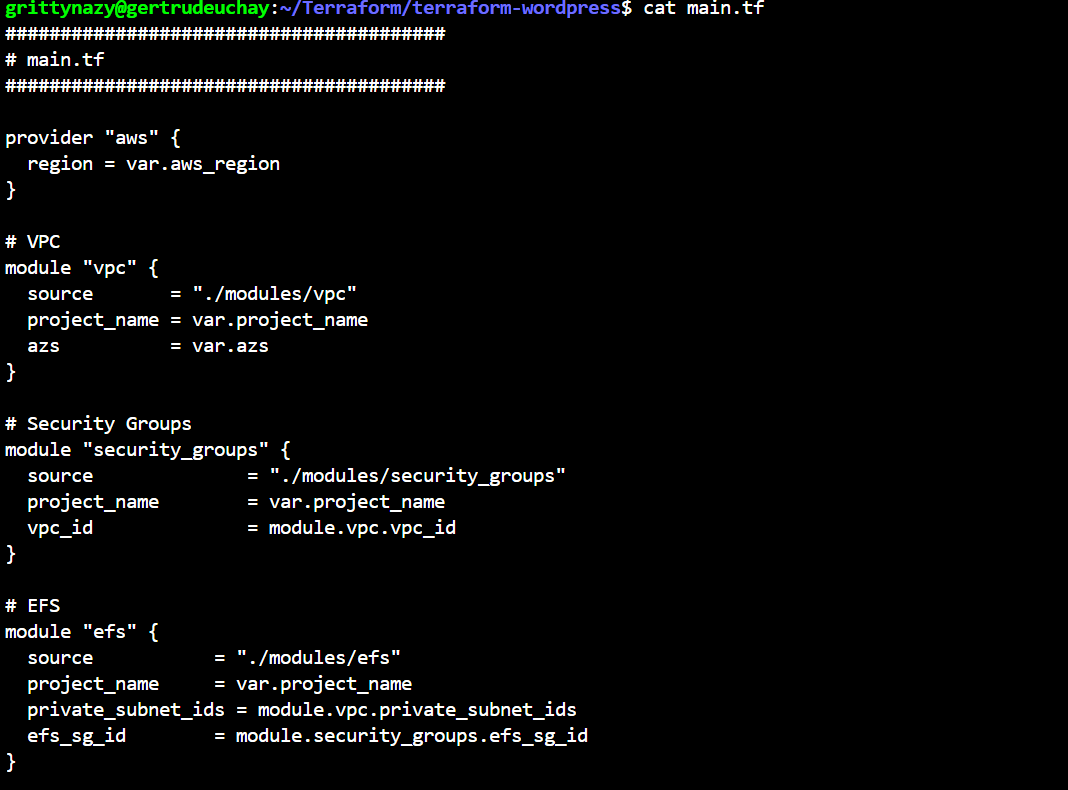 grittynazy@gertrudeuchay:~/Terraform/terraform-wordpress$ cat main.tf
########################################
# main.tf
########################################
provider "aws" {
  region = var.aws_region
}
# VPC
module "vpc" {
  source       = "./modules/vpc"
  project_name = var.project_name
  azs          = var.azs
}
# Security Groups
module "security_groups" {
  source              = "./modules/security_groups"
  project_name        = var.project_name
  vpc_id              = module.vpc.vpc_id
}
# EFS
module "efs" {
  source           = "./modules/efs"
  project_name     = var.project_name
  private_subnet_ids = module.vpc.private_subnet_ids
  efs_sg_id        = module.security_groups.efs_sg_id
}